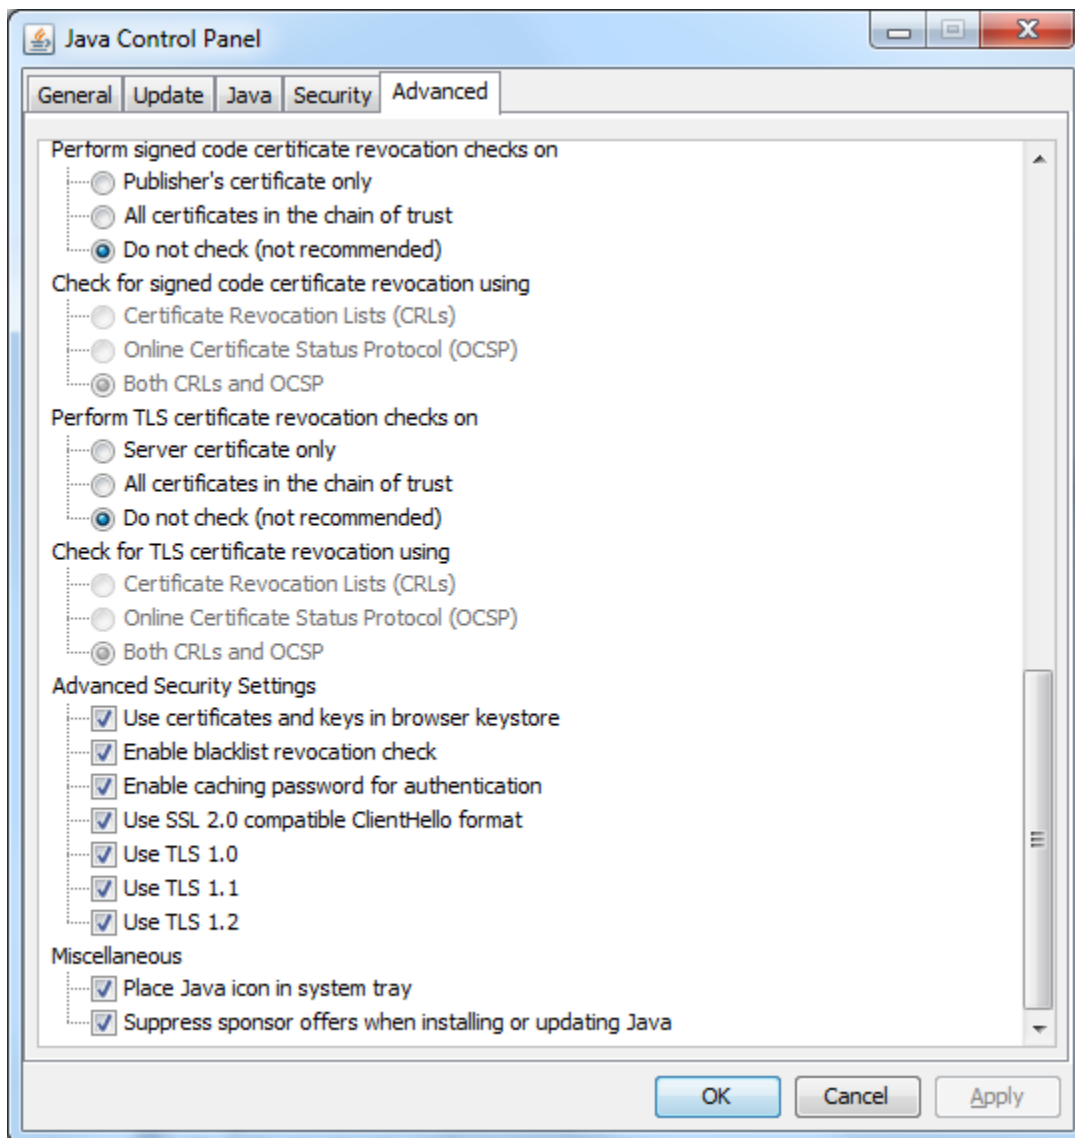 Java Control Panel
General Update Java Security Advanced
Perform signed code certificate revocation checks on
Publisher's certificate only
All certificates in the chain of trust
Do not check (not recommended)
Check for signed code certificate revocation using
Certificate Revocation Lists (CRLs)
Online Certificate Status Protocol (OCSP)
Both CRLs and OCSP
Perform TLS certificate revocation checks on
Server certificate only
All certificates in the chain of trust
Do not check (not recommended)
Check for TLS certificate revocation using
Certificate Revocation Lists (CRLs)
Online Certificate Status Protocol (OCSP)
Both CRLs and OCSP
Advanced Security Settings
Use certificates and keys in browser keystore
Enable blacklist revocation check
Enable caching password for authentication
Use SSL 2.0 compatible ClientHello format
Use TLS 1.0
Use TLS 1.1
Use TLS 1.2
Miscellaneous
Place Java icon in system tray
Suppress sponsor offers when installing or updating Java
OK Cancel Apply